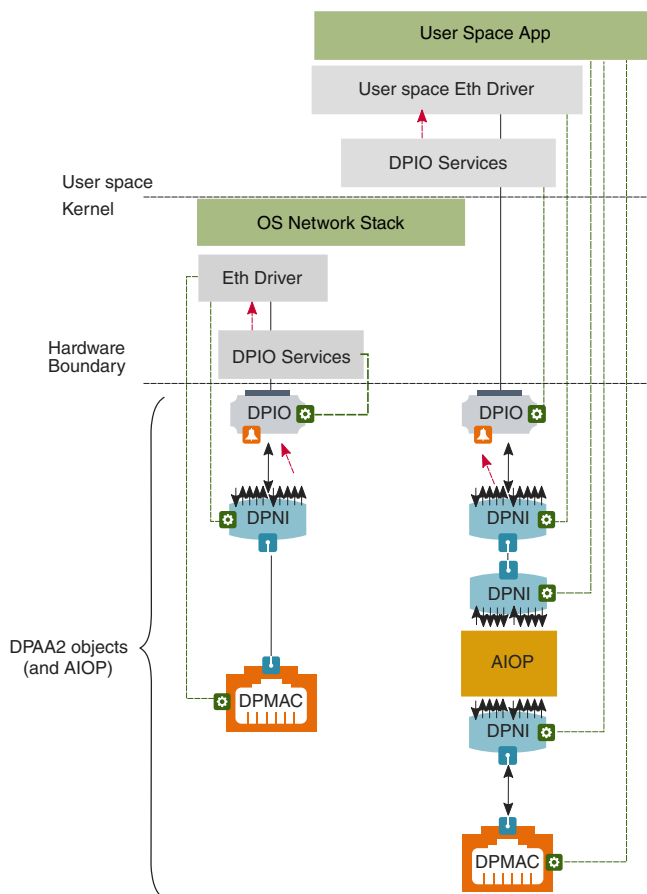 User Space App
User space Eth Driver
DPIO Services
User space
Kernel
OS Network Stack
Eth Driver
DPIO Services
Hardware
Boundary
DPIO
DPIO
DPNI
DPNI
DPNI
DPAA2 objects
(and AIOP)
AIOP
DPMAC
DPNI
DPMAC